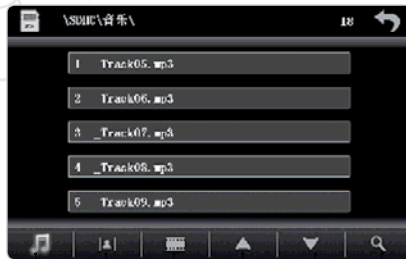 \SDHC\音乐\ 18
1 Track05.mp3
2 Track06.mp3
3 _Track07.mp3
4 _Track08.mp3
5 Track09.mp3